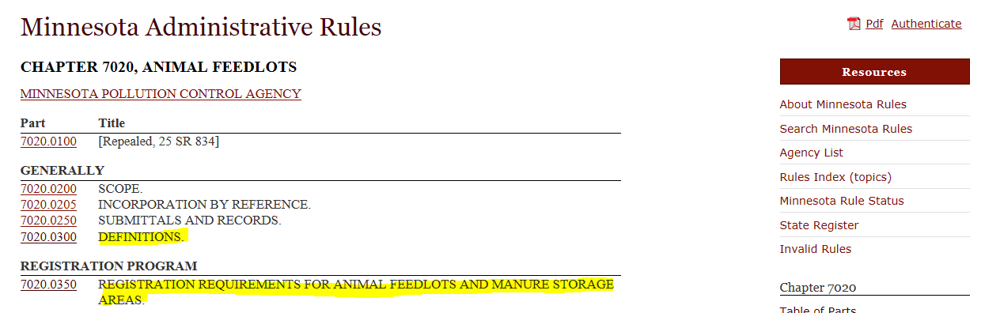 Minnesota Administrative Rules
Pdf Authenticate
CHAPTER 7020, ANIMAL FEEDLOTS
MINNESOTA POLLUTION CONTROL AGENCY
Part Title
7020.0100 [Repealed, 25 SR 834]
GENERALLY
7020.0200 SCOPE.
7020.0205 INCORPORATION BY REFERENCE.
7020.0250 SUBMITTALS AND RECORDS.
7020.0300 DEFINITIONS.
REGISTRATION PROGRAM
7020.0350 REGISTRATION REQUIREMENTS FOR ANIMAL FEEDLOTS AND MANURE STORAGE
AREAS.
Resources
About Minnesota Rules
Search Minnesota Rules
Agency List
Rules Index (topics)
Minnesota Rule Status
State Register
Invalid Rules
Chapter 7020
Table of Parts